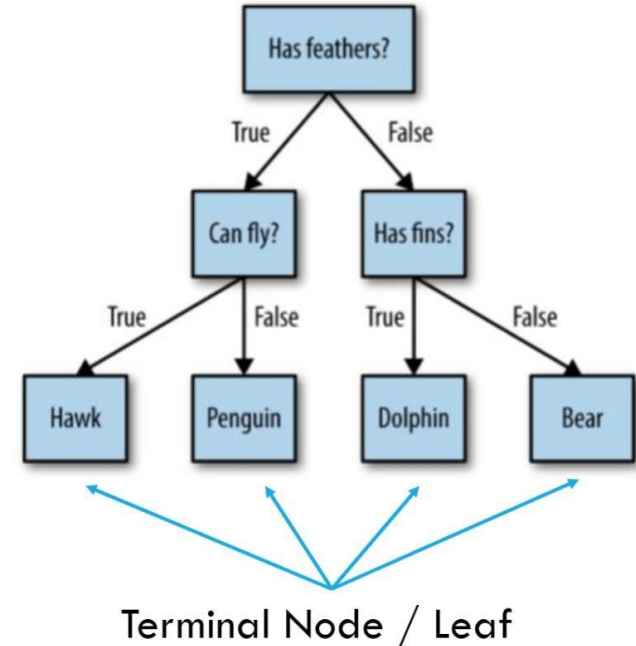 Has feathers?
True False
Can fly? Has fins?
True False True False
Hawk Penguin Dolphin Bear
Terminal Node / Leaf